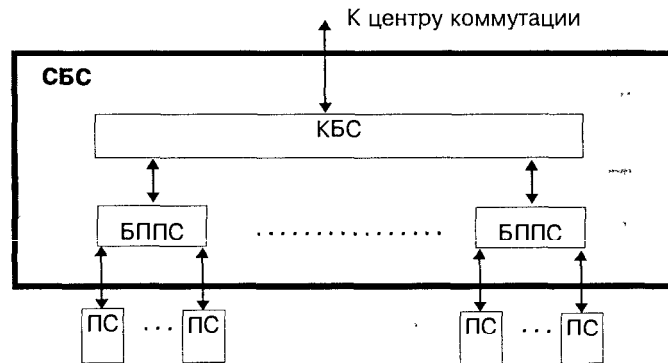 К центру коммутации
СБС
КБС
БППС ................ БППС
ПС ... ПС ПС ... ПС